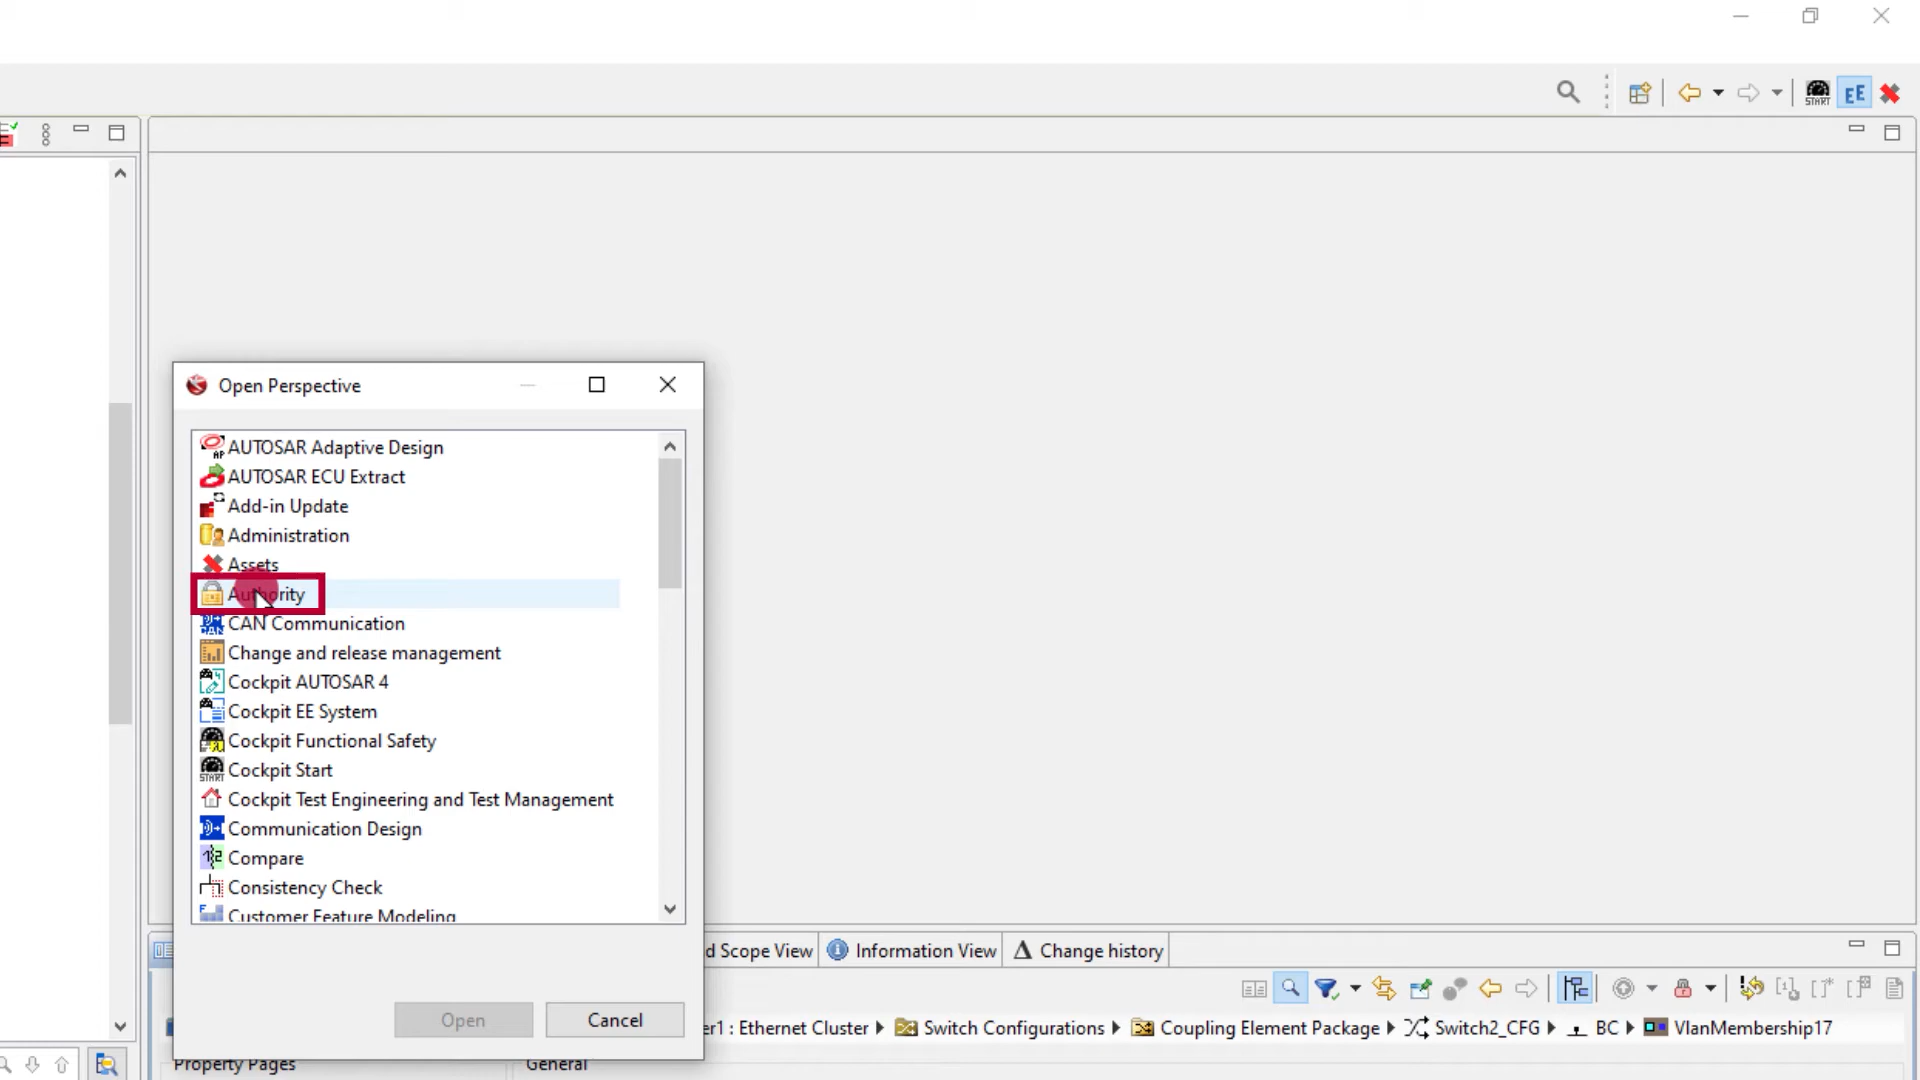 START EE
Open Perspective
AUTOSAR Adaptive Design
AUTOSAR ECU Extract
Add-in Update
Administration
Assets
Authority
CAN Communication
Change and release management
Cockpit AUTOSAR 4
Cockpit EE System
Cockpit Functional Safety
Cockpit Start
Cockpit Test Engineering and Test Management
Communication Design
Compare
Consistency Check
Customer Feature Modeling
d Scope View Information View Change history
Open Cancel
er1 : Ethernet Cluster Switch Configurations Coupling Element Package Switch2_CFG BC VlanMembership17
Property Pages General